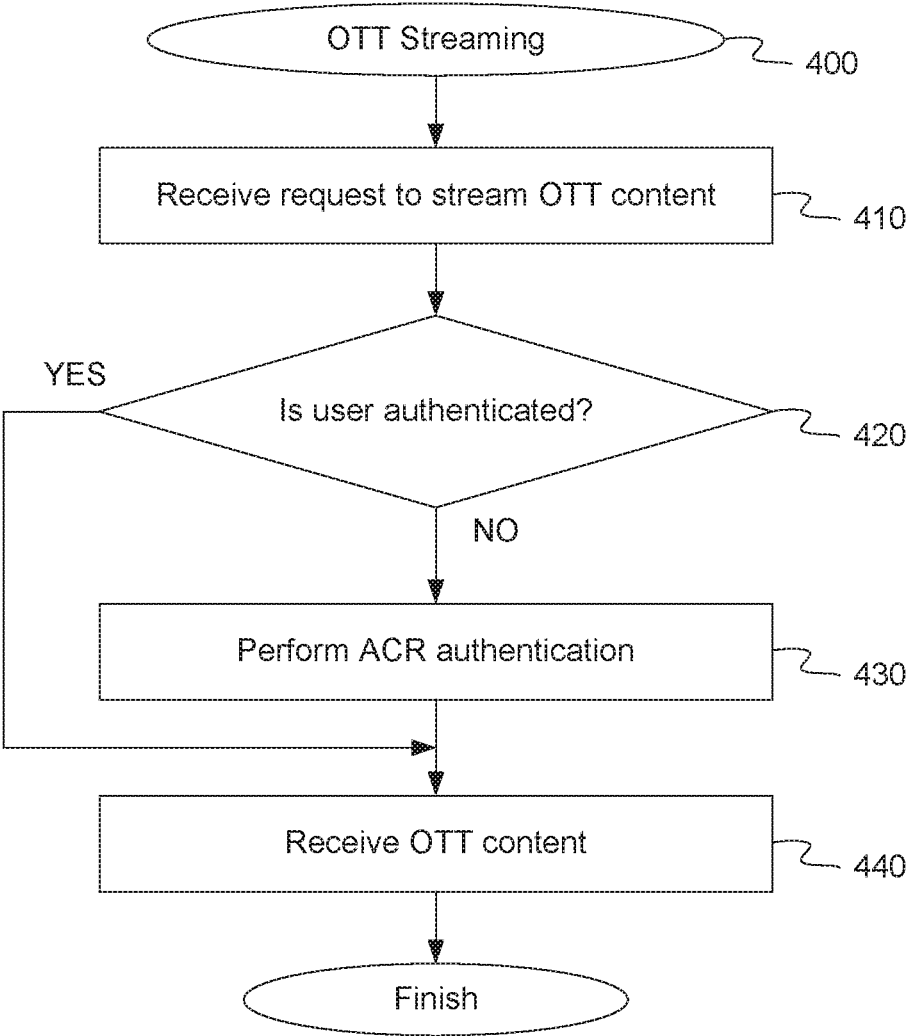 OTT Streaming
400
Receive request to stream OTT content
410
YES
Is user authenticated?
420
NO
Perform ACR authentication
430
Receive OTT content
440
Finish